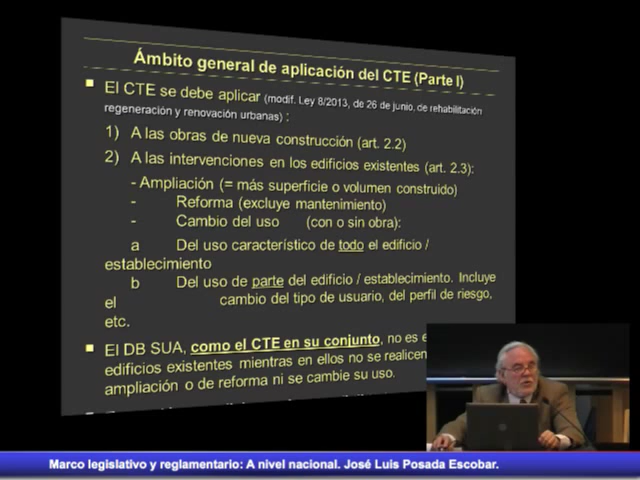 Ámbito general de aplicación del CTE (Parte I)
▪ El CTE se debe aplicar (modif. Ley 8/2013, de 26 de junio, de rehabilitación
regeneración y renovación urbanas) :
1) A las obras de nueva construcción (art. 2.2)
2) A las intervenciones en los edificios existentes (art. 2.3):
- Ampliación (= más superficie o volumen construido)
- Reforma (excluye mantenimiento)
- Cambio del uso (con o sin obra):
a Del uso característico de todo el edificio /
establecimiento
b Del uso de parte del edificio / establecimiento. Incluye
el cambio del tipo de usuario, del perfil de riesgo,
etc.
▪ El DB SUA, como el CTE en su conjunto, no es
edificios existentes mientras en ellos no se realicen
ampliación o de reforma ni se cambie su uso.
Marco legislativo y reglamentario: A nivel nacional. José Luis Posada Escobar.